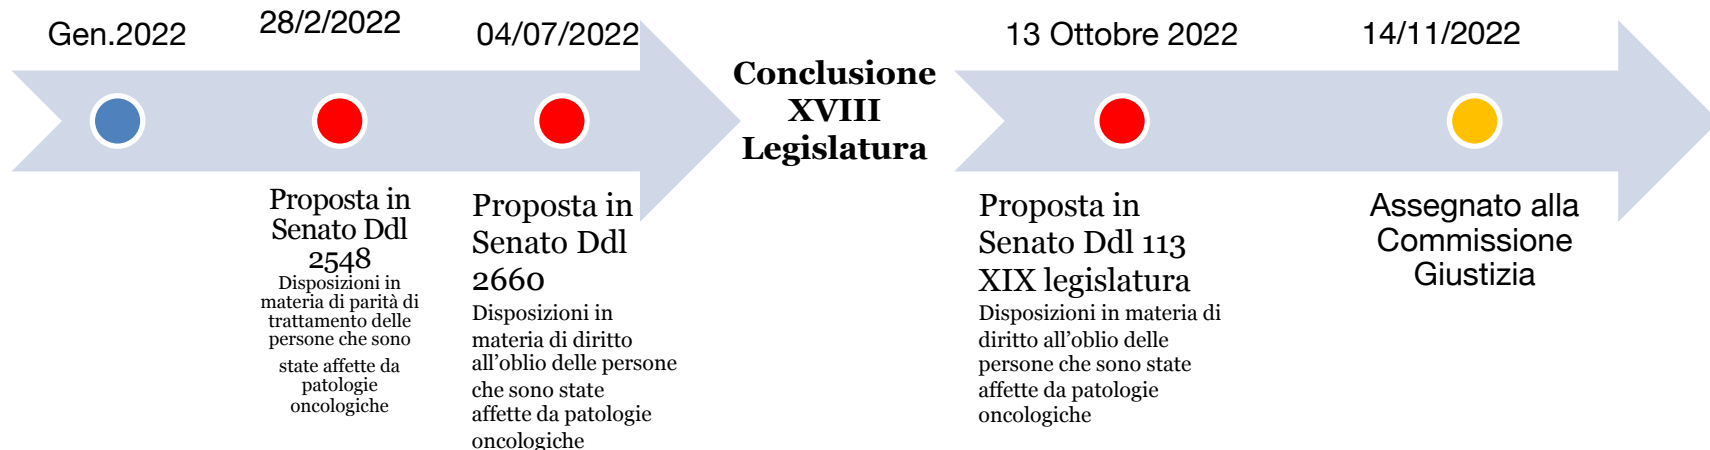 Gen.2022
28/2/2022
04/07/2022
Conclusione
XVIII
Legislatura
13 Ottobre 2022
14/11/2022
Proposta in
Senato Ddl
2548
Disposizioni in
materia di parità di
trattamento delle
persone che sono
state affette da
patologie
oncologiche
Proposta in
Senato Ddl
2660
Disposizioni in
materia di diritto
all’oblio delle persone
che sono state
affette da patologie
oncologiche
Proposta in
Senato Ddl 113
XIX legislatura
Disposizioni in materia di
diritto all’oblio delle
persone che sono state
affette da patologie
oncologiche
Assegnato alla
Commissione
Giustizia